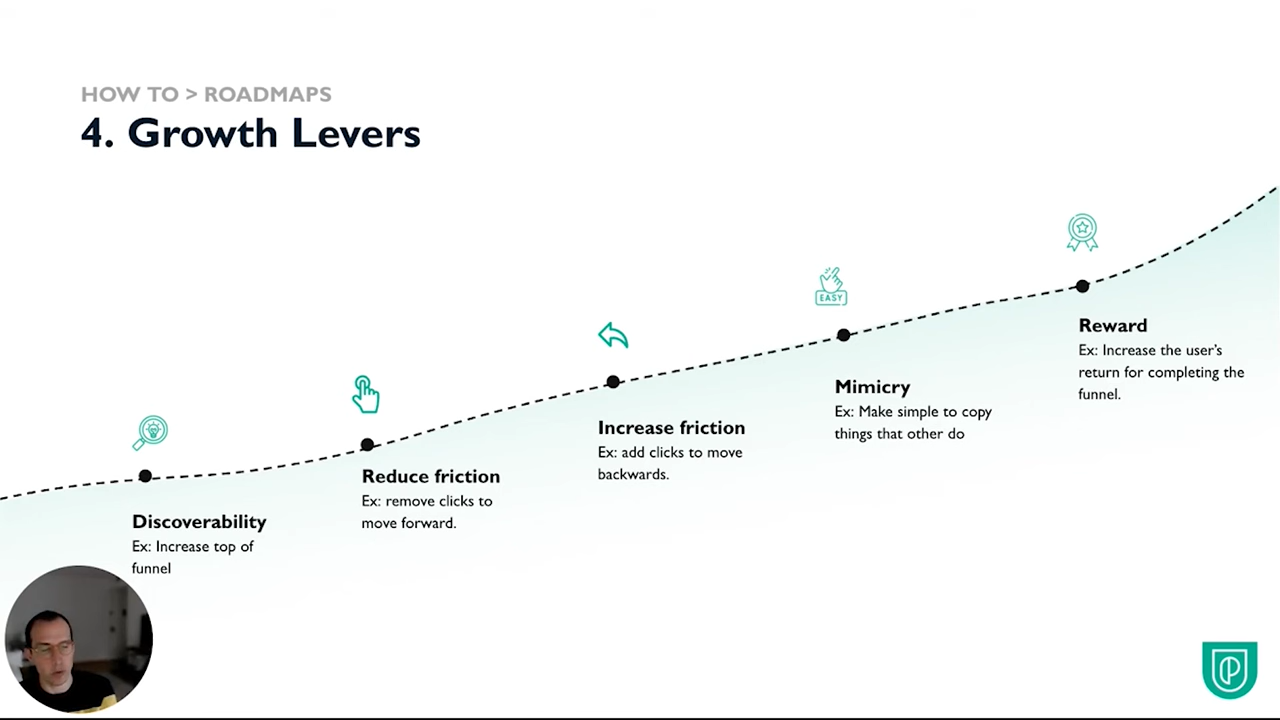 HOW TO > ROADMAPS
4. Growth Levers
Discoverability
Ex: Increase top of
funnel
Reduce friction
Ex: remove clicks to
move forward.
Increase friction
Ex: add clicks to move
backwards.
EASY
Mimicry
Ex: Make simple to copy
things that other do
Reward
Ex: Increase the user's
return for completing the
funnel.